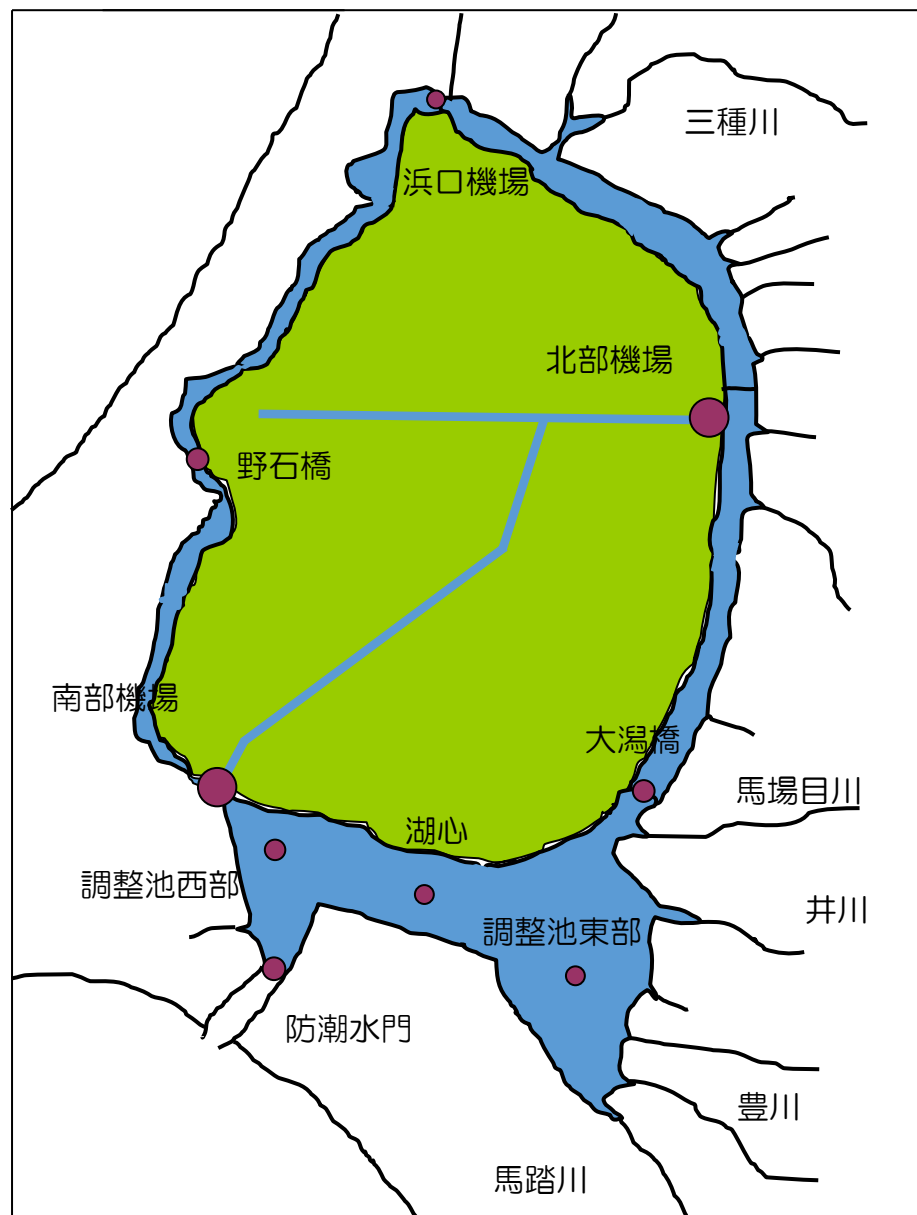 三種川
浜口機場
北部機場
野石橋
南部機場
大潟橋
馬場目川
湖心
調整池西部
井川
調整池東部
防潮水門
豊川
馬踏川